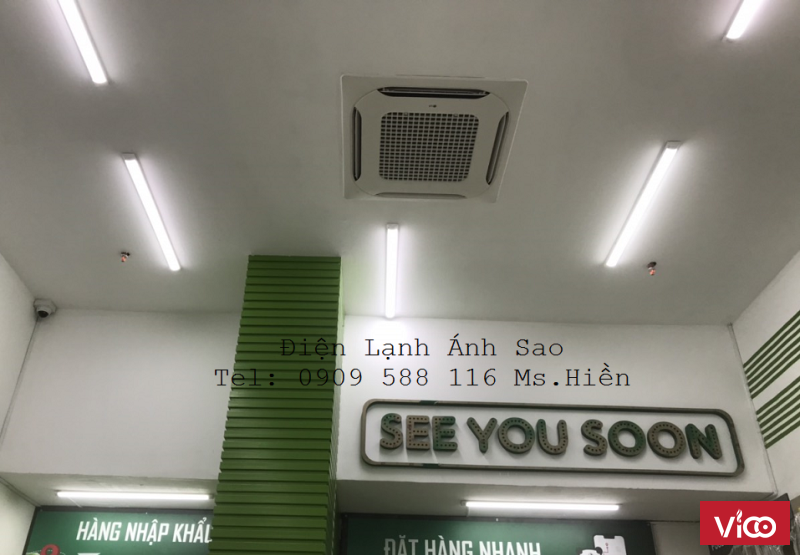 Điện Lạnh Ánh Sao
Tel: 0909 588 116 Ms.Hiền
SEE YOU SOON
HÀNG NHẬP KHẨU
ĐẶT HÀNG NHANH
Vico